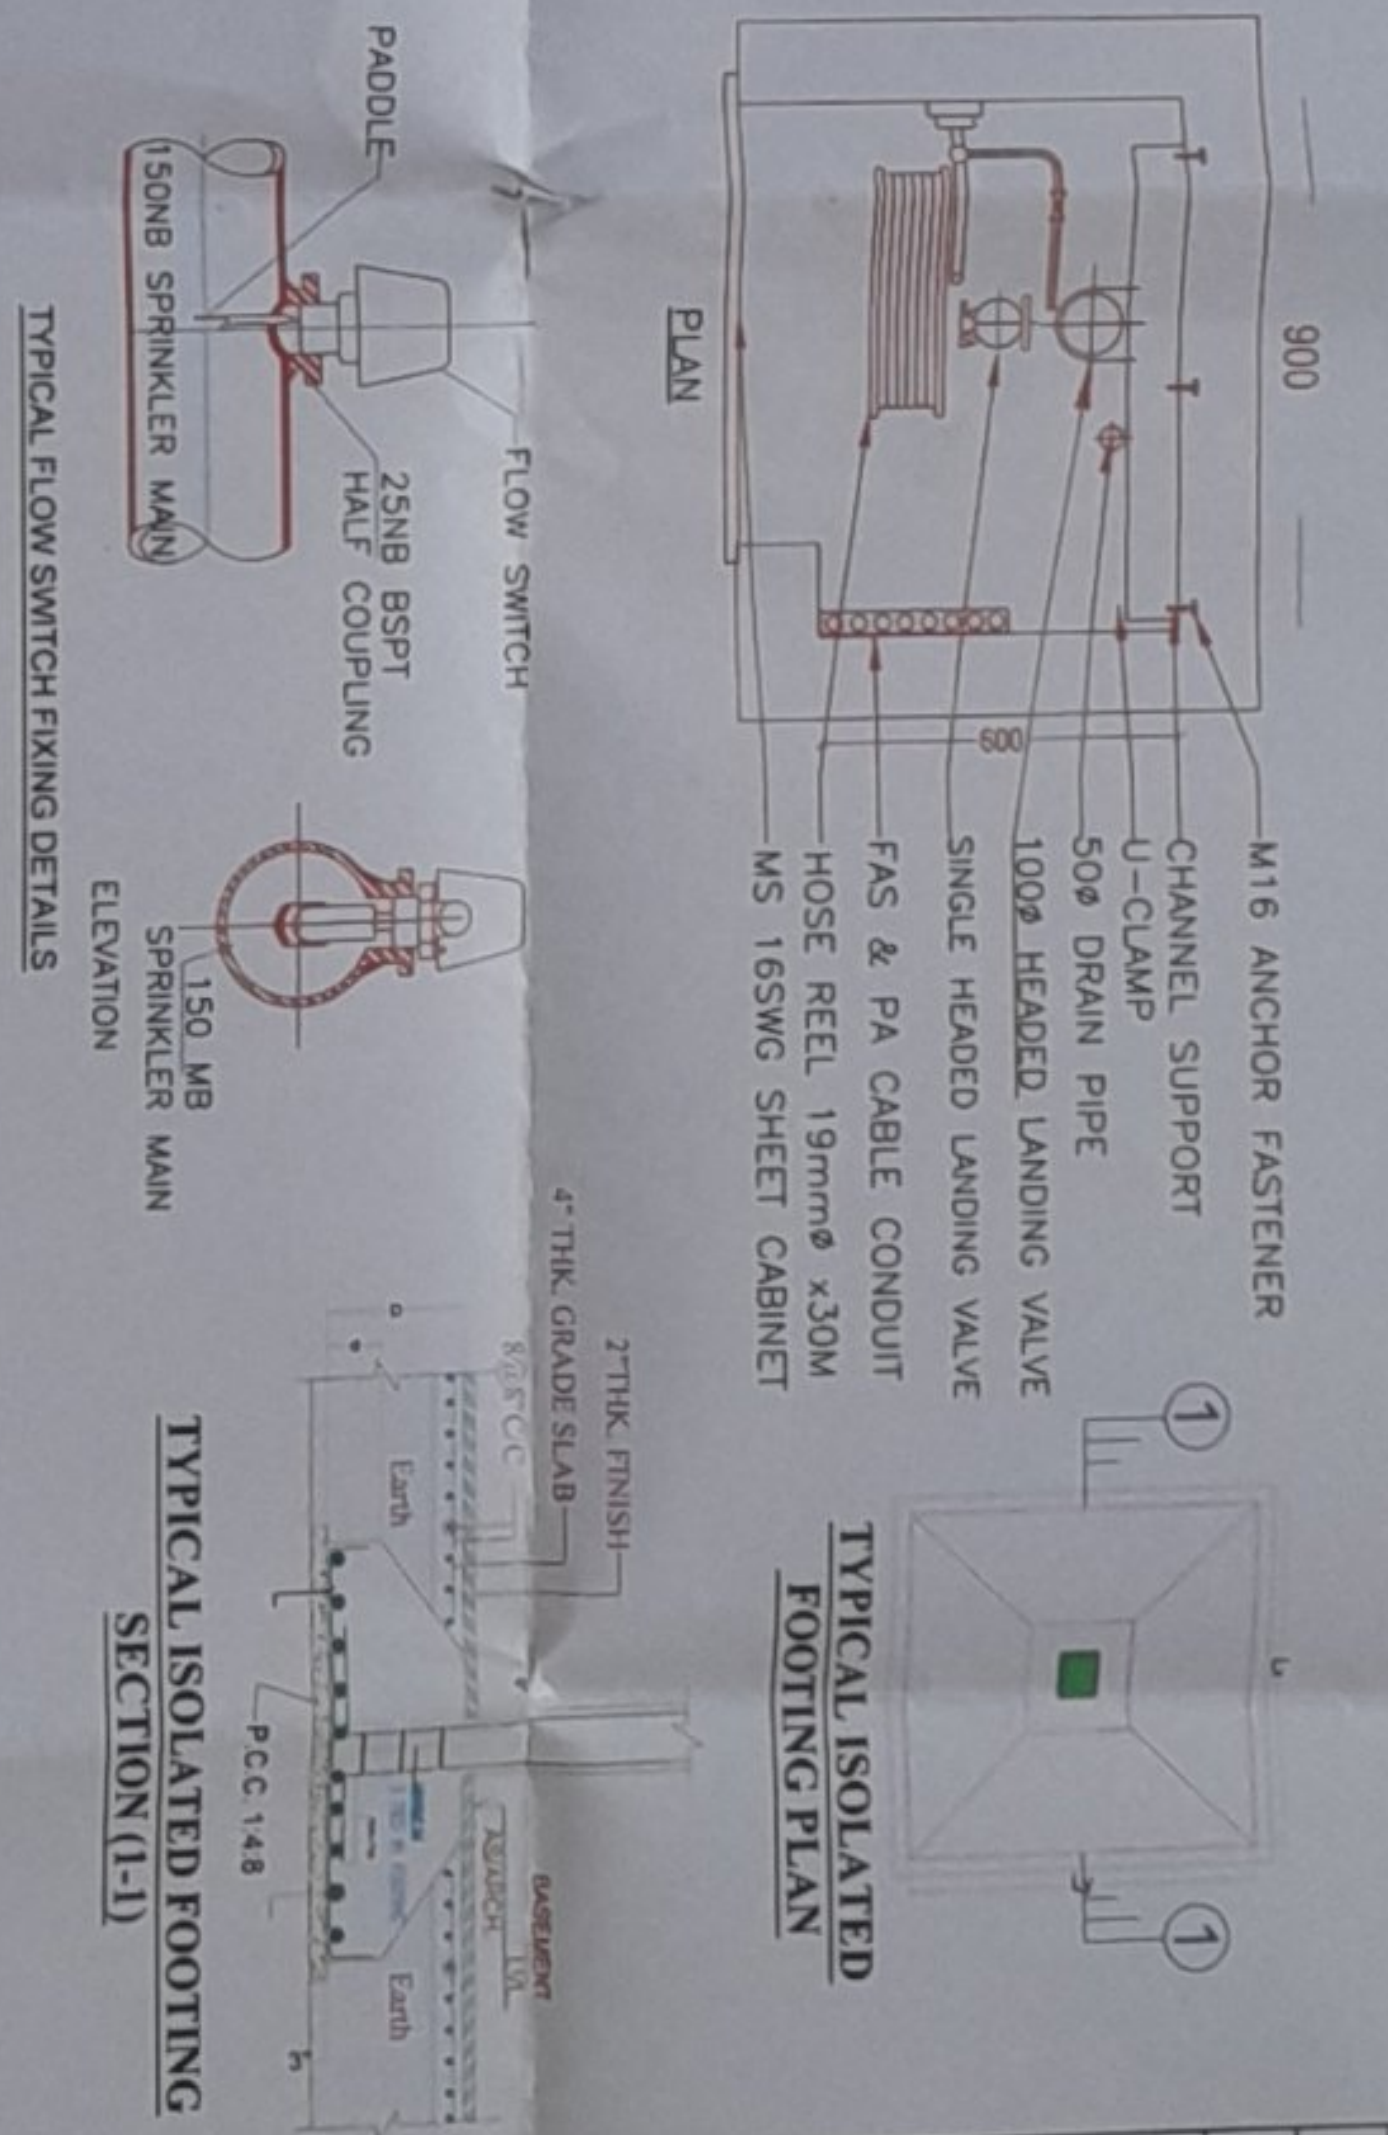 900
600
M16 ANCHOR FASTENER
CHANNEL SUPPORT
U-CLAMP
50ø DRAIN PIPE
100ø HEADED LANDING VALVE
SINGLE HEADED LANDING VALVE
FAS & PA CABLE CONDUIT
HOSE REEL 19mmø x30M
MS 16SWG SHEET CABINET
PLAN
PADDLE
FLOW SWITCH
25NB BSPT
HALF COUPLING
150NB SPRINKLER MAIN
150 MB
SPRINKLER MAIN
ELEVATION
TYPICAL FLOW SWITCH FIXING DETAILS
1
1
TYPICAL ISOLATED
FOOTING PLAN
2"THK. FINISH
4" THK. GRADE SLAB
BASEMENT
LVL
AS/ARCH
Earth
Earth
P.C.C. 1:4:8
TYPICAL ISOLATED FOOTING
SECTION (1-1)